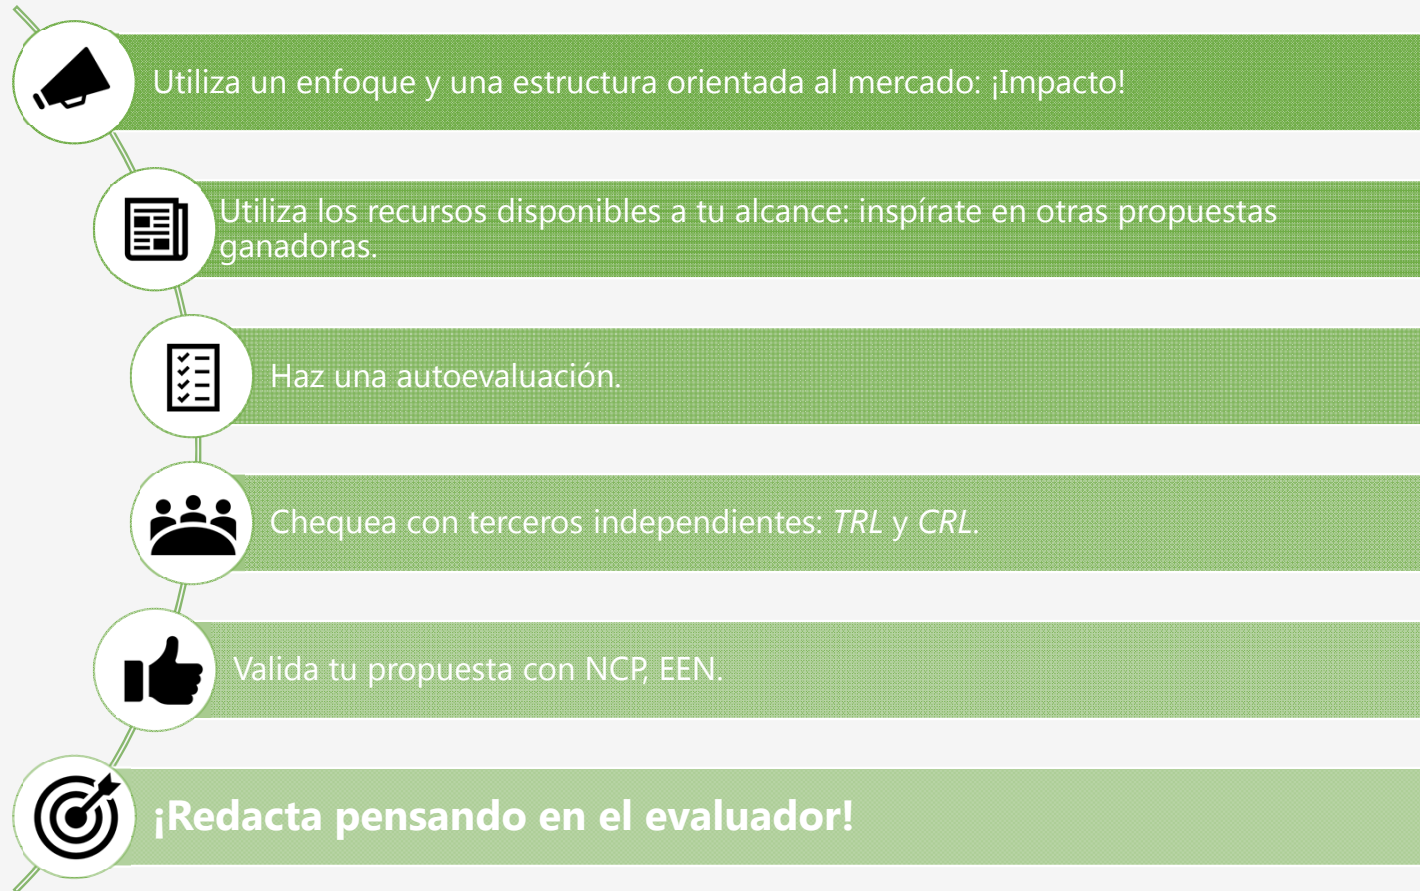 Utiliza un enfoque y una estructura orientada al mercado: ¡Impacto!
Utiliza los recursos disponibles a tu alcance: inspírate en otras propuestas
ganadoras.
Haz una autoevaluación.
Chequea con terceros independientes: TRL y CRL.
Valida tu propuesta con NCP, EEN.
¡Redacta pensando en el evaluador!